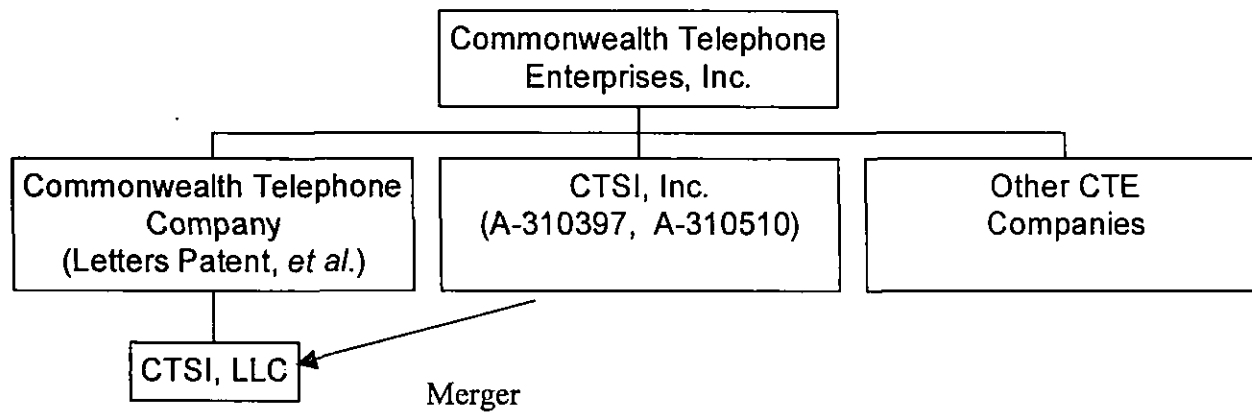 Commonwealth Telephone
Enterprises, Inc.
Commonwealth Telephone
Company
(Letters Patent, et al.)
CTSI, Inc.
(A-310397, A-310510)
Other CTE
Companies
CTSI, LLC
Merger